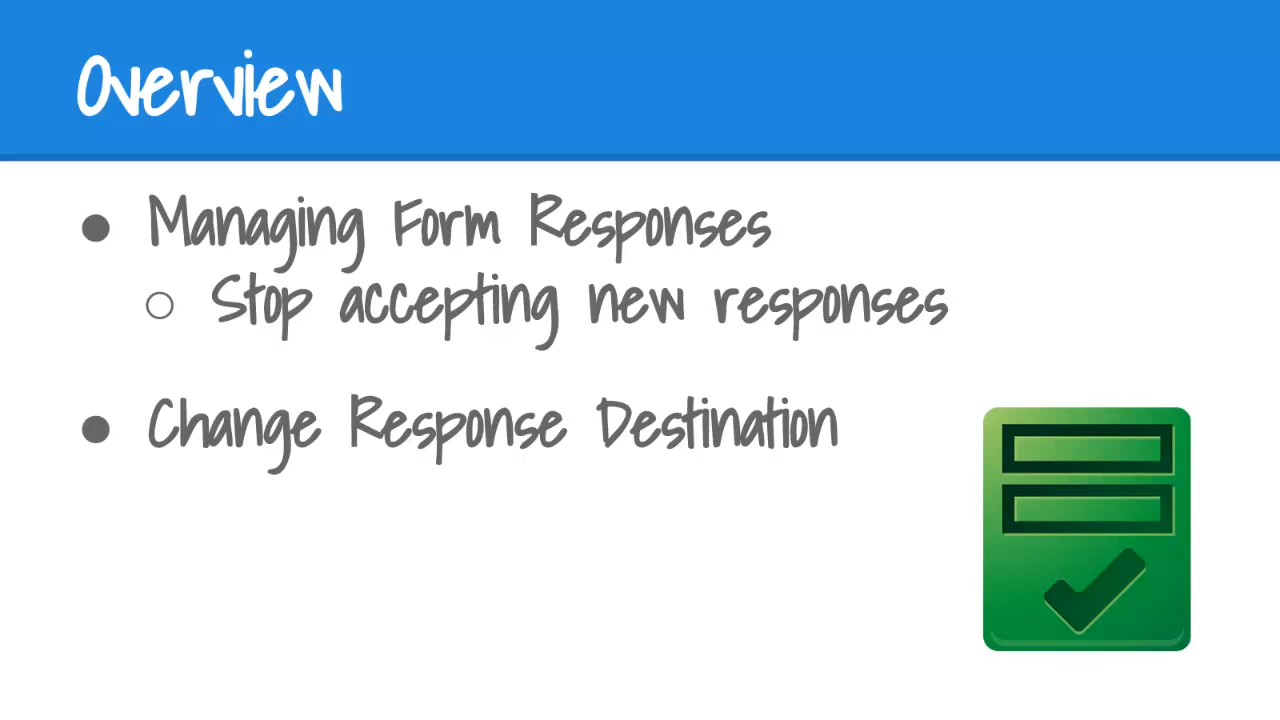 Overview
● Managing Form Responses
○ Stop accepting new responses
● Change Response Destination